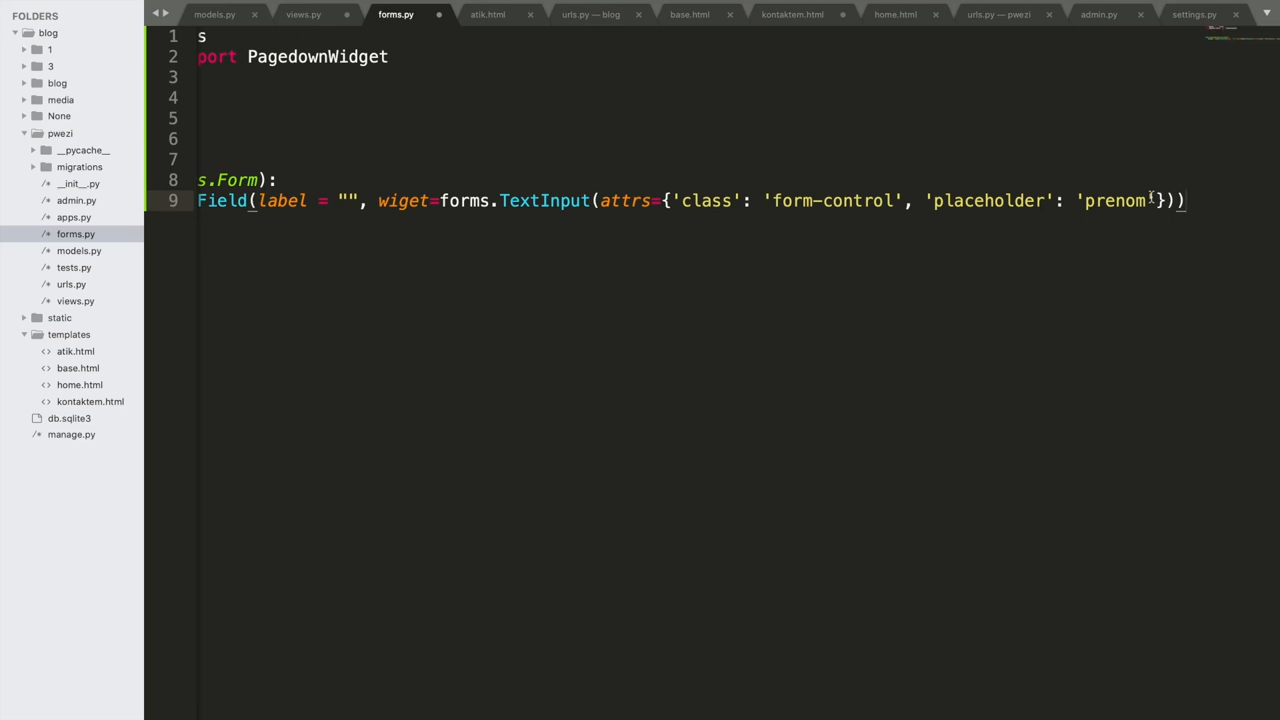 FOLDERS
blog
1
3
blog
media
None
pwezi
__pycache__
migrations
__init__.py
admin.py
apps.py
forms.py
models.py
tests.py
urls.py
views.py
static
templates
atik.html
base.html
home.html
kontaktem.html
db.sqlite3
manage.py
models.py
views.py
forms.py
atik.html
urls.py — blog
base.html
kontaktem.html
home.html
urls.py — pwezi
admin.py
settings.py
1 s
2 port PagedownWidget
3
4
5
6
7
8 s.Form):
9 Field(label = "", wiget=forms.TextInput(attrs={'class': 'form-control', 'placeholder': 'prenom'}))